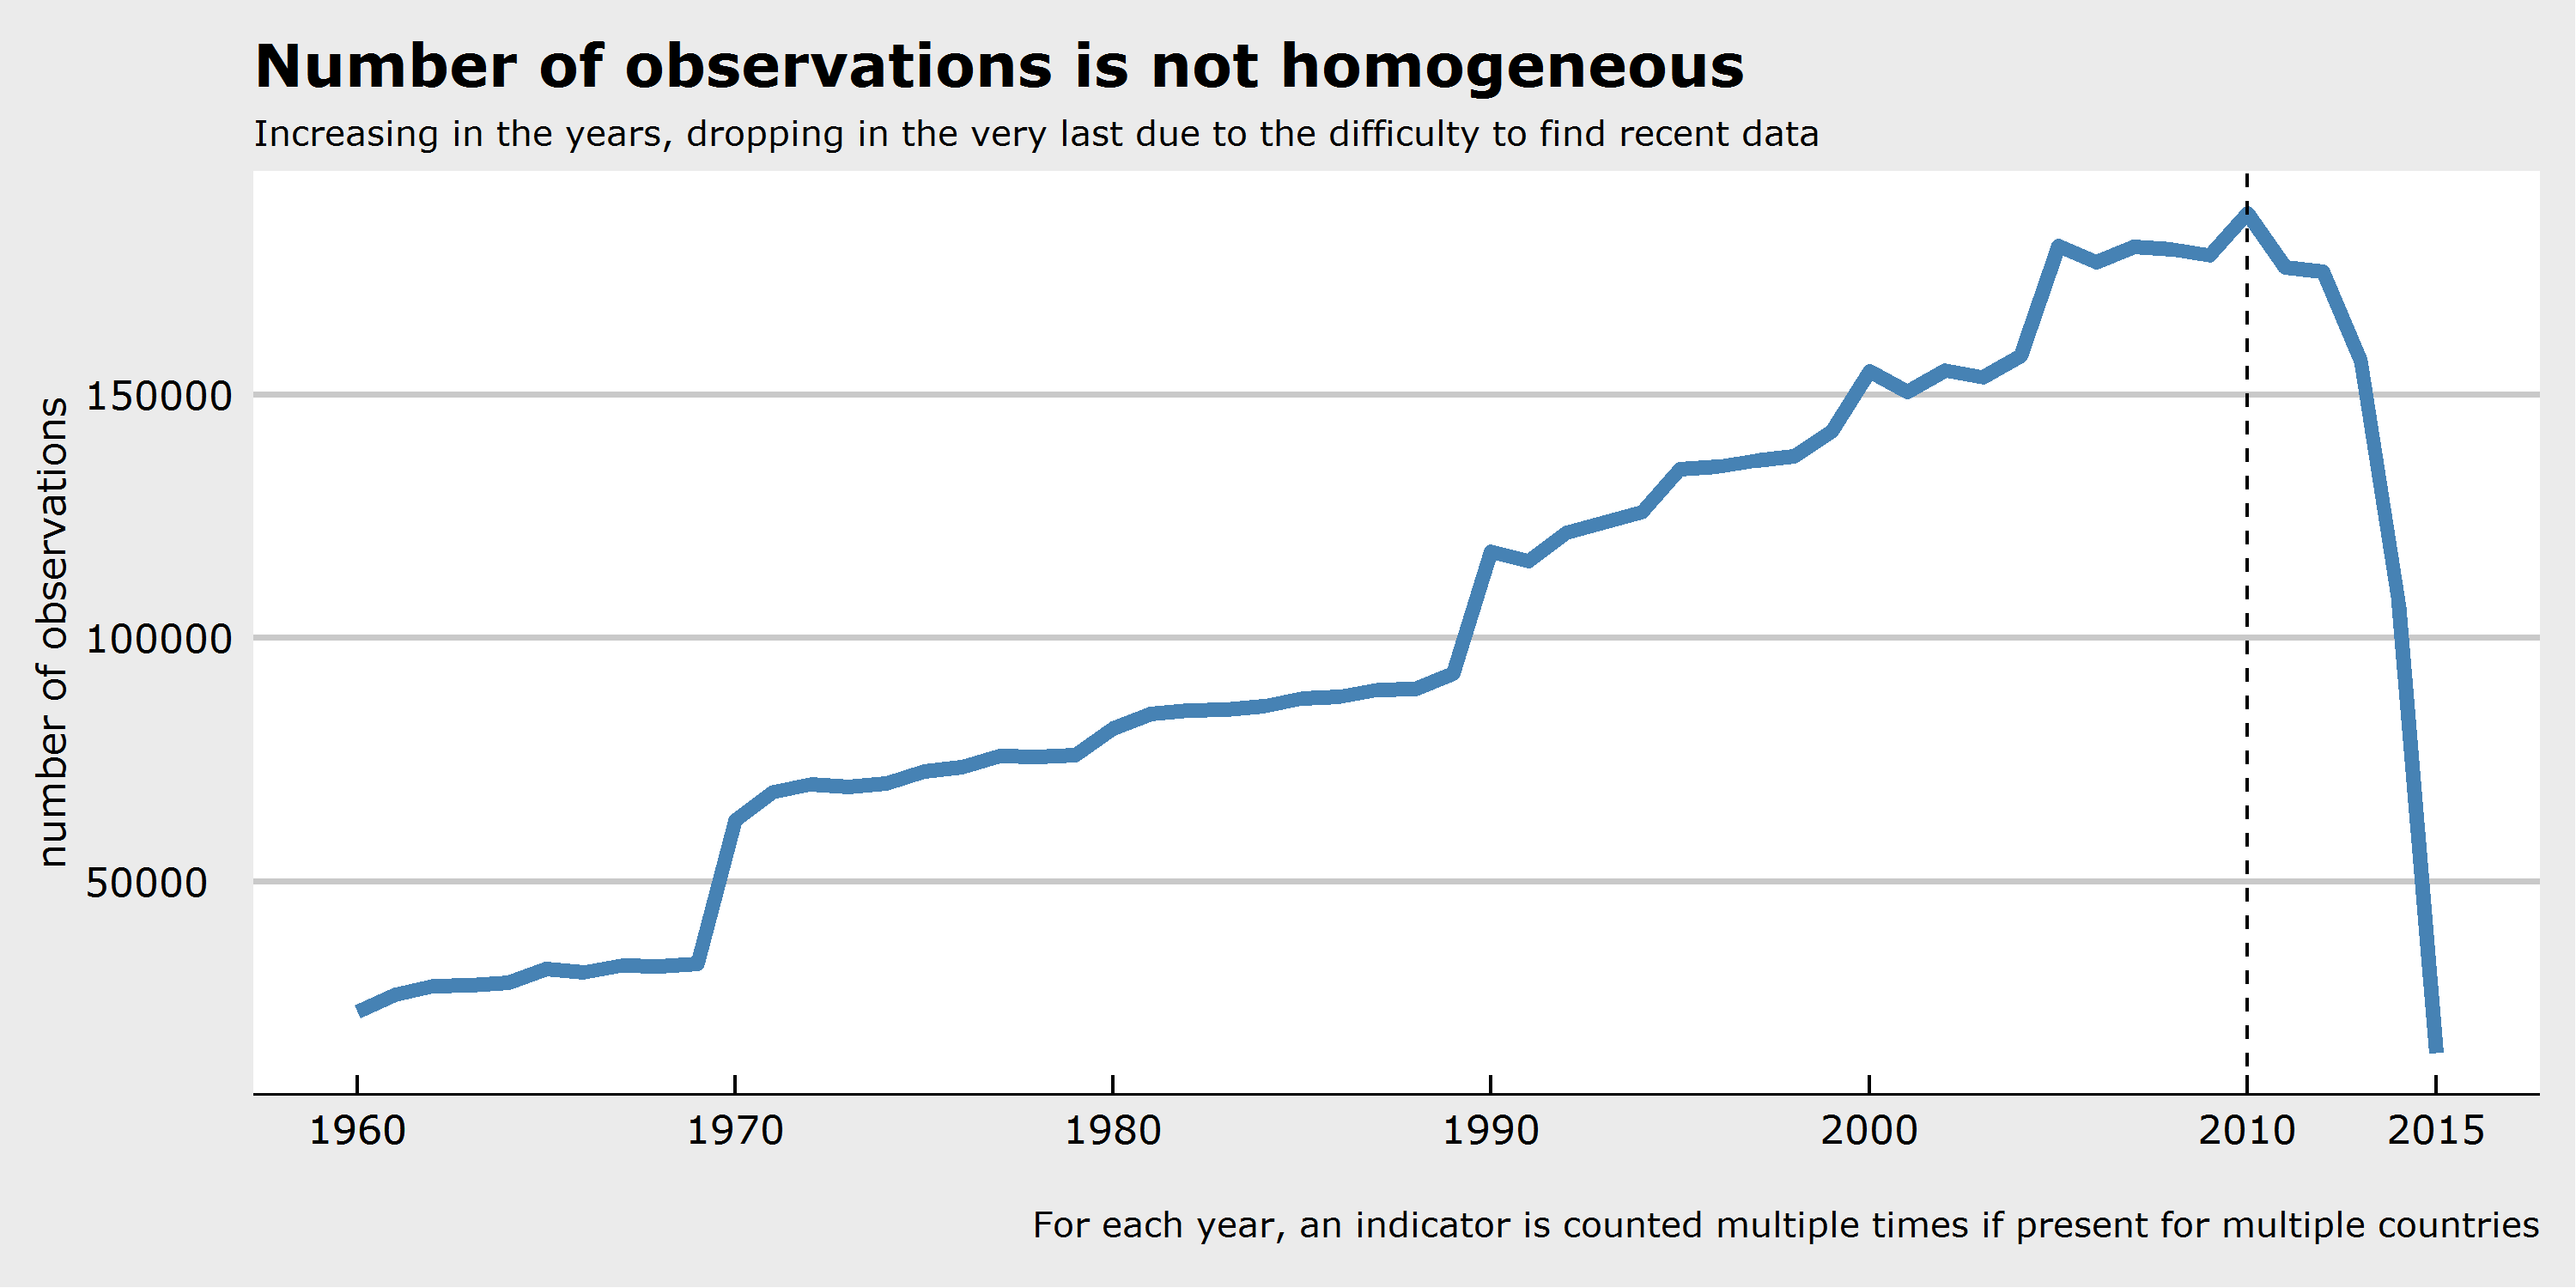 Number of observations is not homogeneous
Increasing in the years, dropping in the very last due to the difficulty to find recent data
number of observations
150000
100000
50000
1960 1970 1980 1990 2000 2010 2015
For each year, an indicator is counted multiple times if present for multiple countries